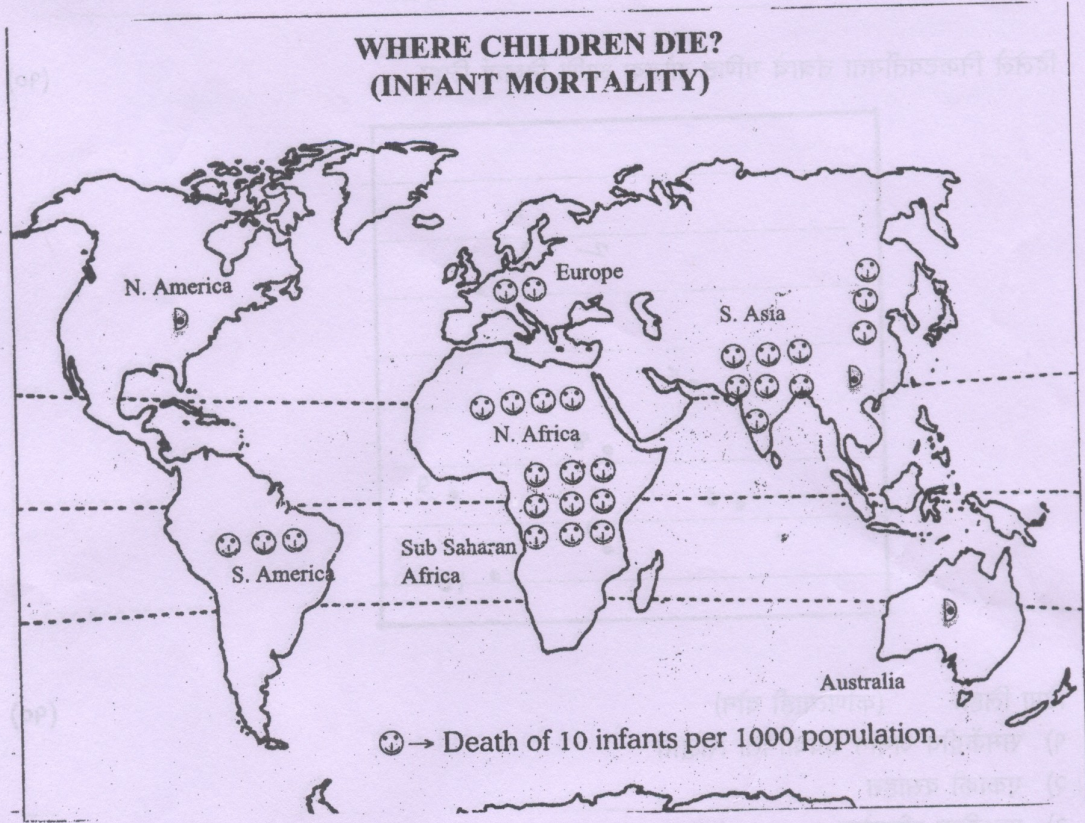 WHERE CHILDREN DIE?
(INFANT MORTALITY)
N. America
Europe
S. Asia
N. Africa
Sub Saharan
Africa
S. America
Australia
→ Death of 10 infants per 1000 population.